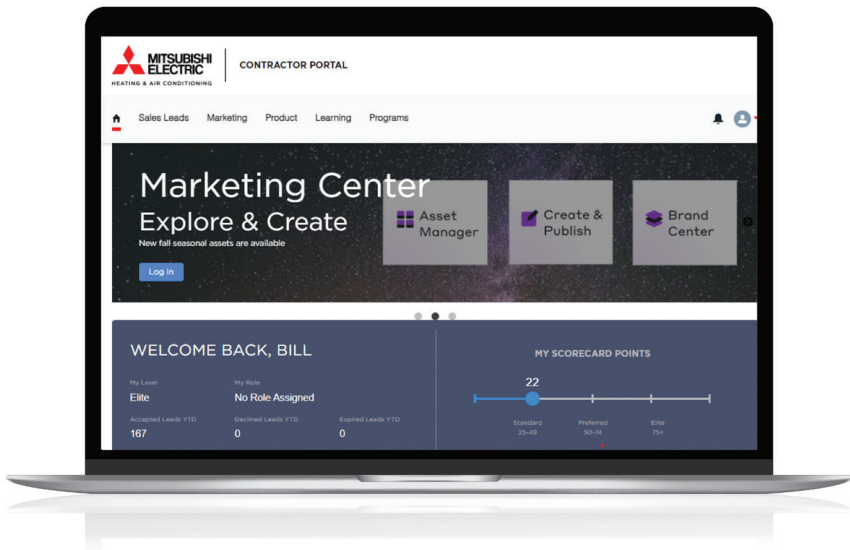 MITSUBISHI
ELECTRIC
HEATING & AIR CONDITIONING
CONTRACTOR PORTAL
Sales Leads Marketing Product Learning Programs
Marketing Center
Explore & Create
New fall seasonal assets are available
Log In
Asset
Manager
Create &
Publish
Brand
Center
WELCOME BACK, BILL
My Level My Role
Elite No Role Assigned
Accepted Leads YTD Declined Leads YTD Expired Leads YTD
167 0 0
MY SCORECARD POINTS
22
Standard Preferred Elite
25-49 50-74 75+